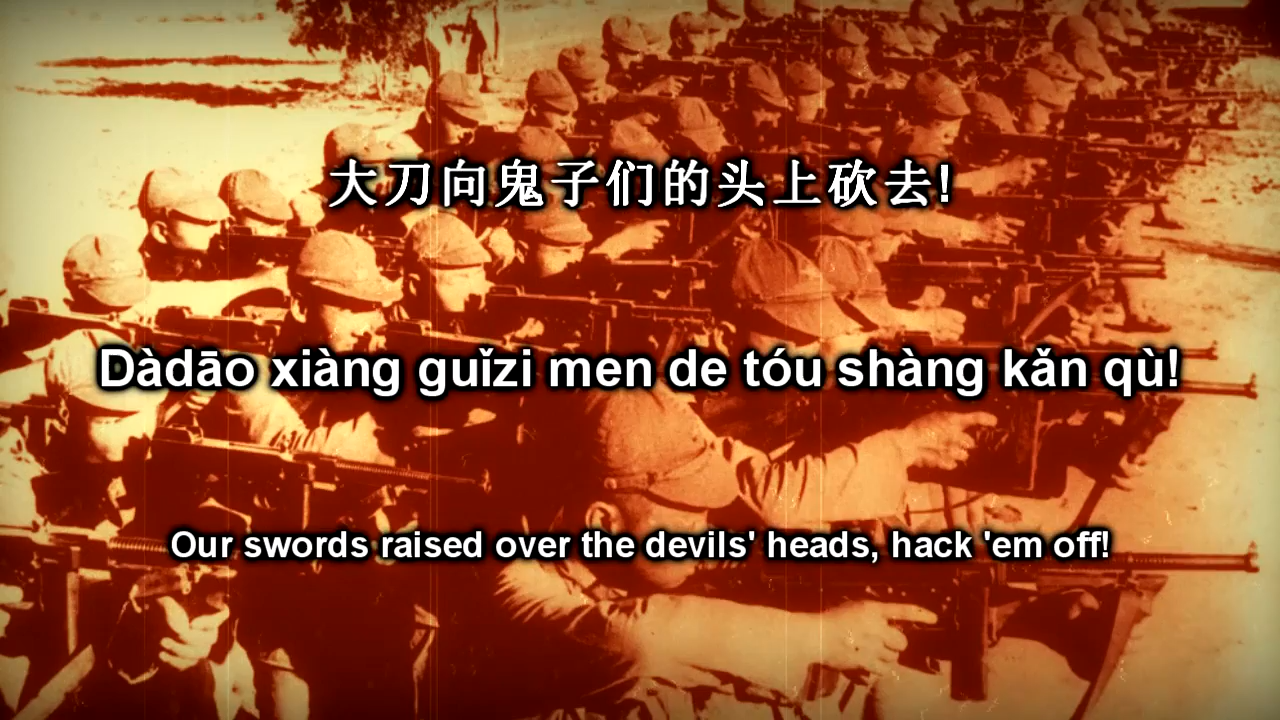 大刀向鬼子们的头上砍去!
Dàdāo xiàng guǐzi men de tóu shàng kǎn qù!
Our swords raised over the devils' heads, hack 'em off!